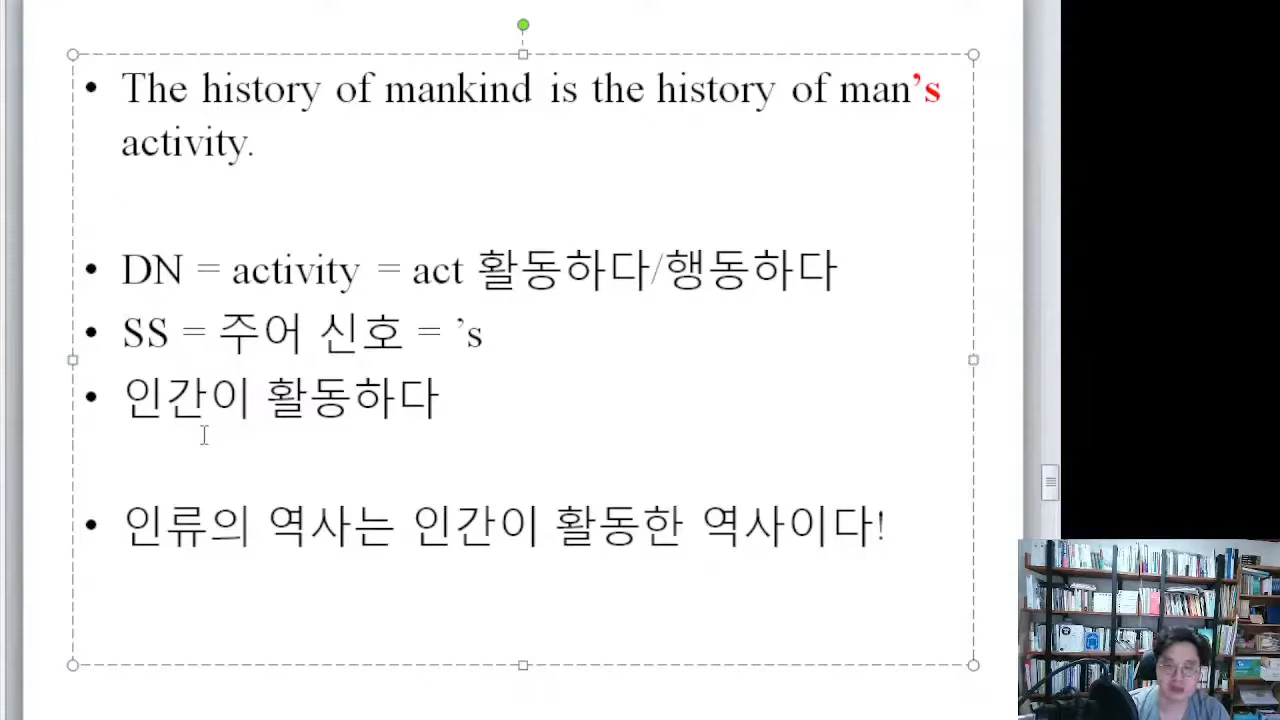 • The history of mankind is the history of man’s
activity.
• DN = activity = act 활동하다/행동하다
• SS = 주어 신호 = ’s
• 인간이 활동하다
• 인류의 역사는 인간이 활동한 역사이다!